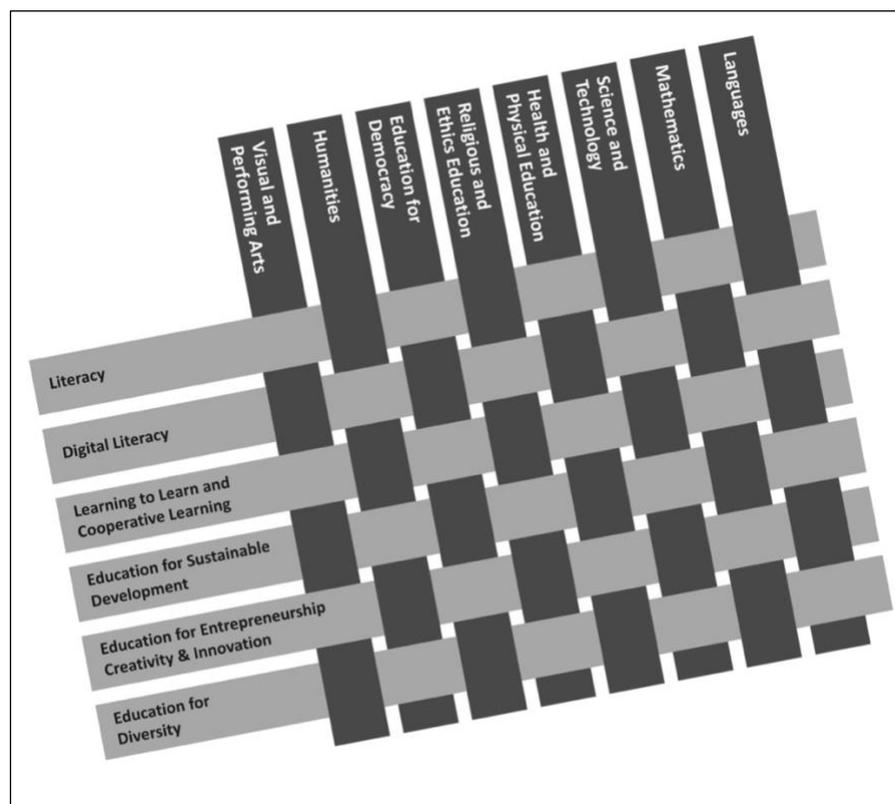 Visual and
Performing Arts
Humanities
Education for
Democracy
Religious and
Ethics Education
Health and
Physical Education
Science and
Technology
Mathematics
Languages
Literacy
Digital Literacy
Learning to Learn and
Cooperative Learning
Education for Sustainable
Development
Education for Entrepreneurship
Creativity & Innovation
Education for
Diversity